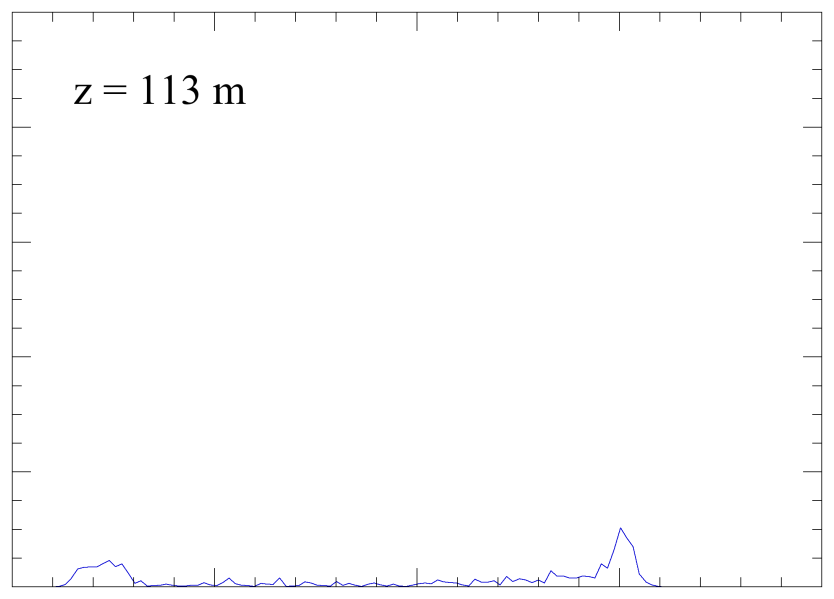 z = 113 m